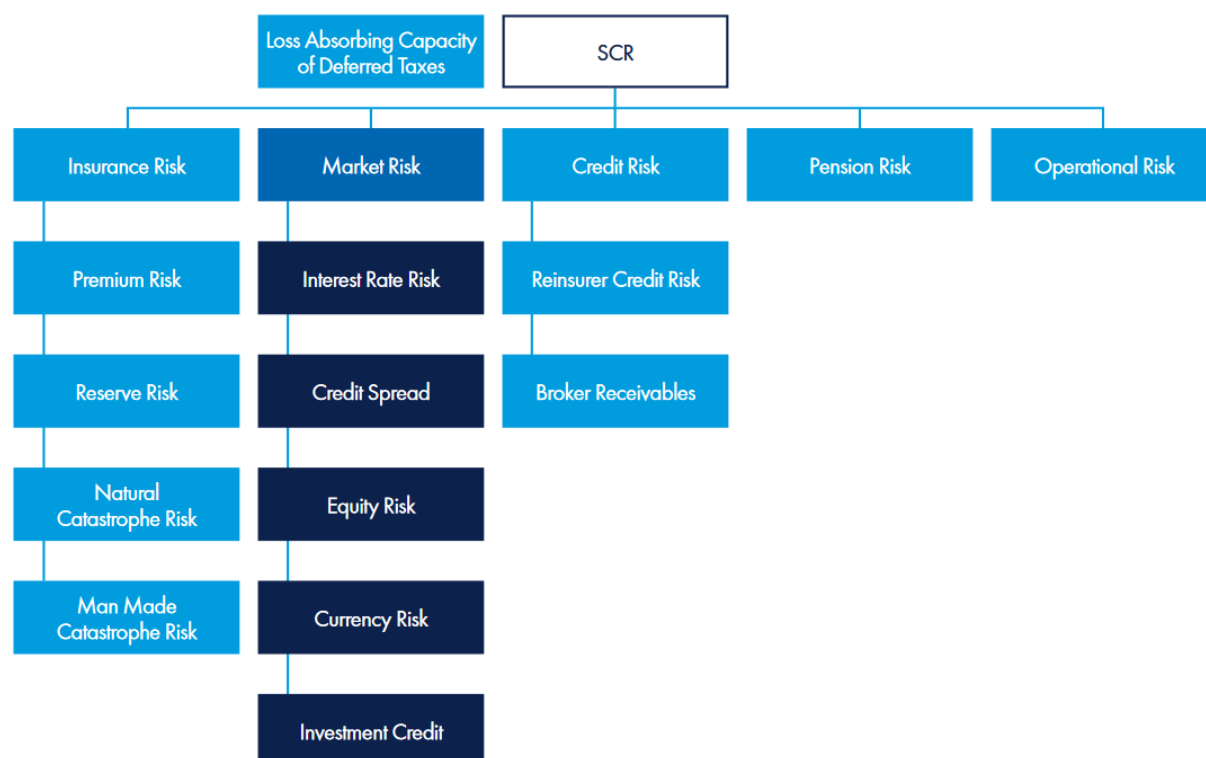 Loss Absorbing Capacity
of Deferred Taxes
SCR
Insurance Risk
Market Risk
Credit Risk
Pension Risk
Operational Risk
Premium Risk
Interest Rate Risk
Reinsurer Credit Risk
Reserve Risk
Credit Spread
Broker Receivables
Natural
Catastrophe Risk
Equity Risk
Man Made
Catastrophe Risk
Currency Risk
Investment Credit